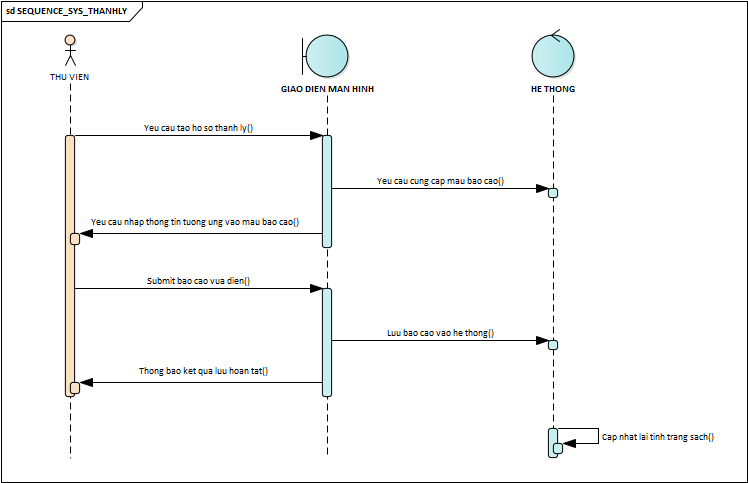 sd SEQUENCE_SYS_THANHLY
THU VIEN
GIAO DIEN MAN HINH
HE THONG
Yeu cau tao ho so thanh ly()
Yeu cau cung cap mau bao cao()
Yeu cau nhap thong tin tuong ung vao mau bao cao()
Submit bao cao vua dien()
Luu bao cao vao he thong()
Thong bao ket qua luu hoan tat()
Cap nhat lai tinh trang sach()